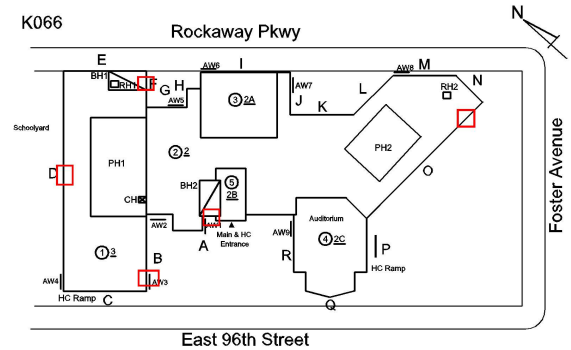 K066
Rockaway Pkwy
N
E
AW6
I
AW8
M
BH1
RH1
F
G
H
AW7
L
N
RH2
J
AW5
3 2A
K
Schoolyard
Foster Avenue
2 2
PH1
PH2
D
5
2B
O
BH2
CH
Auditorium
AW2
A
Main & HC
Entrance
AW9
4 2C
P
1 3
B
R
HC Ramp
AW4
AW3
HC Ramp
C
Q
East 96th Street